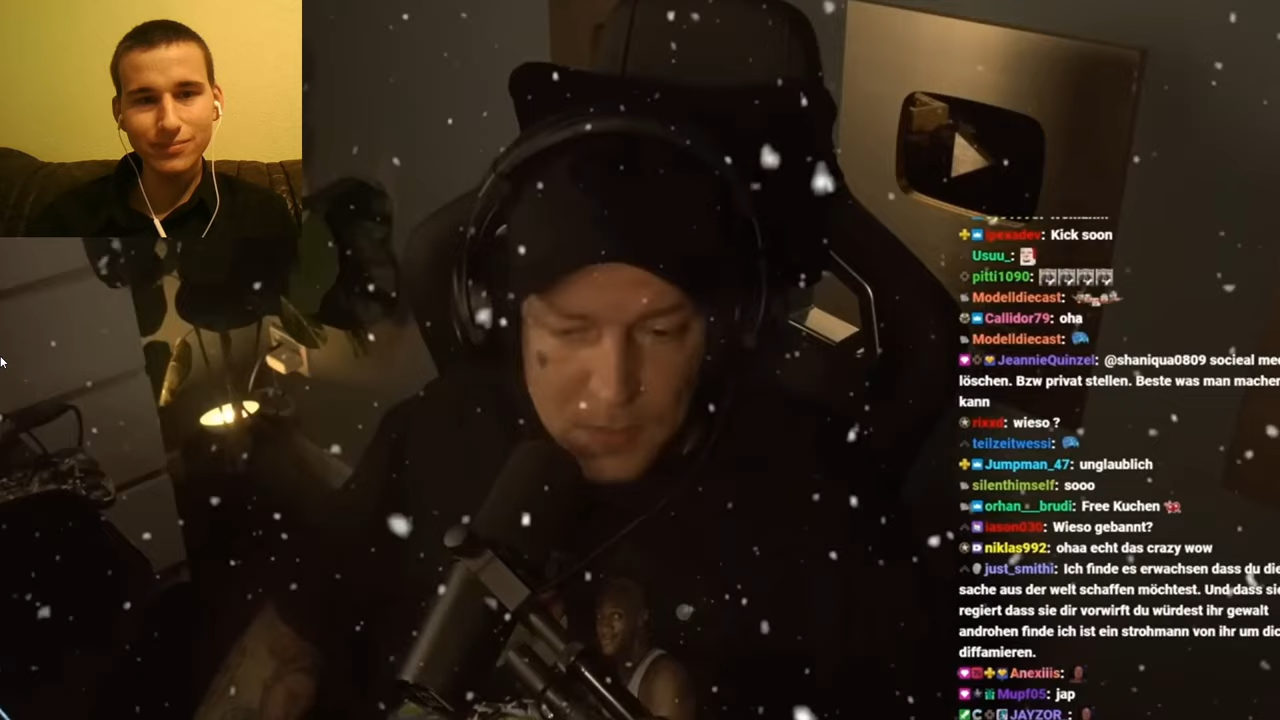 ipexadev: Kick soon
Usuu_:
pitti1090:
Modelldiecast:
Callidor79: oha
Modelldiecast:
JeannieQuinzel: @shaniqua0809 socieal me
löschen. Bzw privat stellen. Beste was man machen
kann
rixxd: wieso ?
teilzeitwessi:
Jumpman_47: unglaublich
silenthimself: sooo
orhan__brudi: Free Kuchen
iason030: Wieso gebannt?
niklas992: ohaa echt das crazy wow
just_smithi: Ich finde es erwachsen dass du die
sache aus der welt schaffen möchtest. Und dass sie
regiert dass sie dir vorwirft du würdest ihr gewalt
androhen finde ich ist ein strohmann von ihr um dic
diffamieren.
Anexiiis:
Mupf05: jap
JAYZOR_: